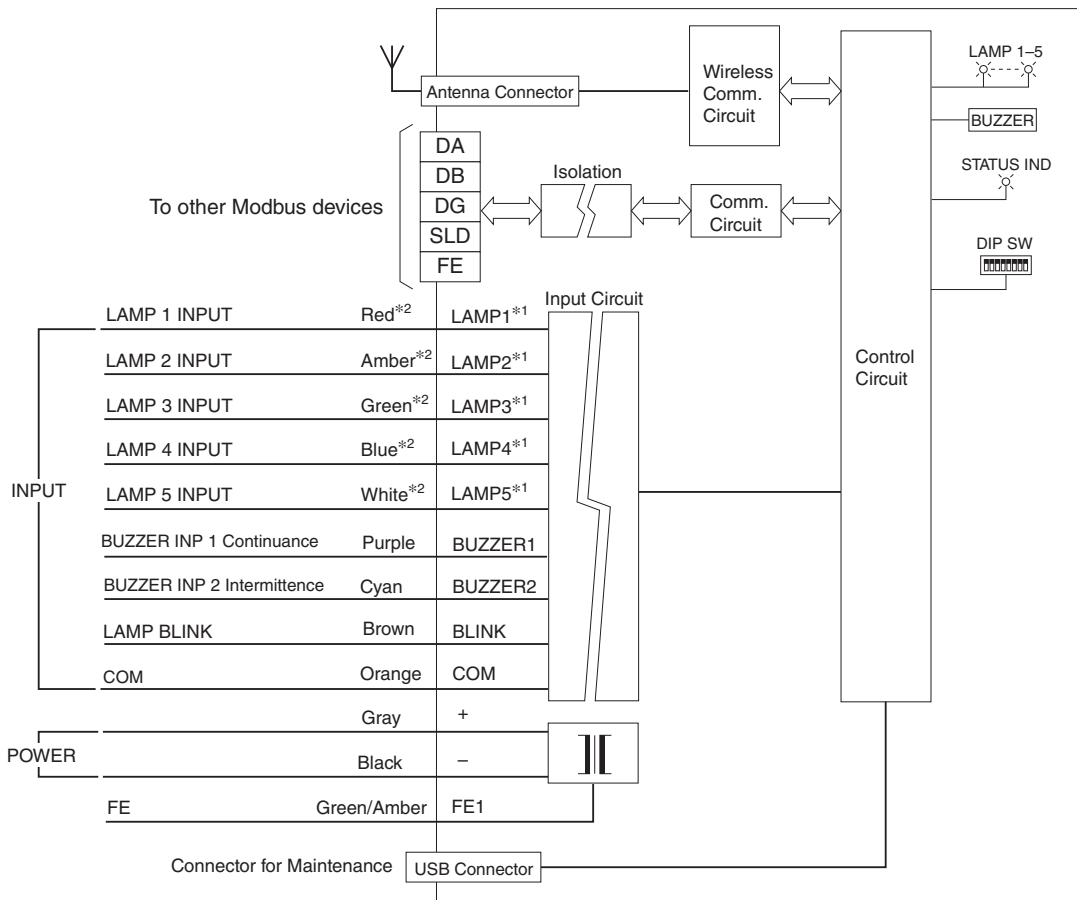 LAMP 1–5
Wireless
Comm.
Circuit
Antenna Connector
BUZZER
DA
DB
DG
SLD
FE
To other Modbus devices
Isolation
Comm.
Circuit
STATUS IND
DIP SW
Control
Circuit
Input Circuit
INPUT
LAMP 1 INPUT Red*2 LAMP1*1
LAMP 2 INPUT Amber*2 LAMP2*1
LAMP 3 INPUT Green*2 LAMP3*1
LAMP 4 INPUT Blue*2 LAMP4*1
LAMP 5 INPUT White*2 LAMP5*1
BUZZER INP 1 Continuance Purple BUZZER1
BUZZER INP 2 Intermittence Cyan BUZZER2
LAMP BLINK Brown BLINK
COM Orange COM
POWER
Gray +
Black –
FE Green/Amber FE1
Connector for Maintenance USB Connector